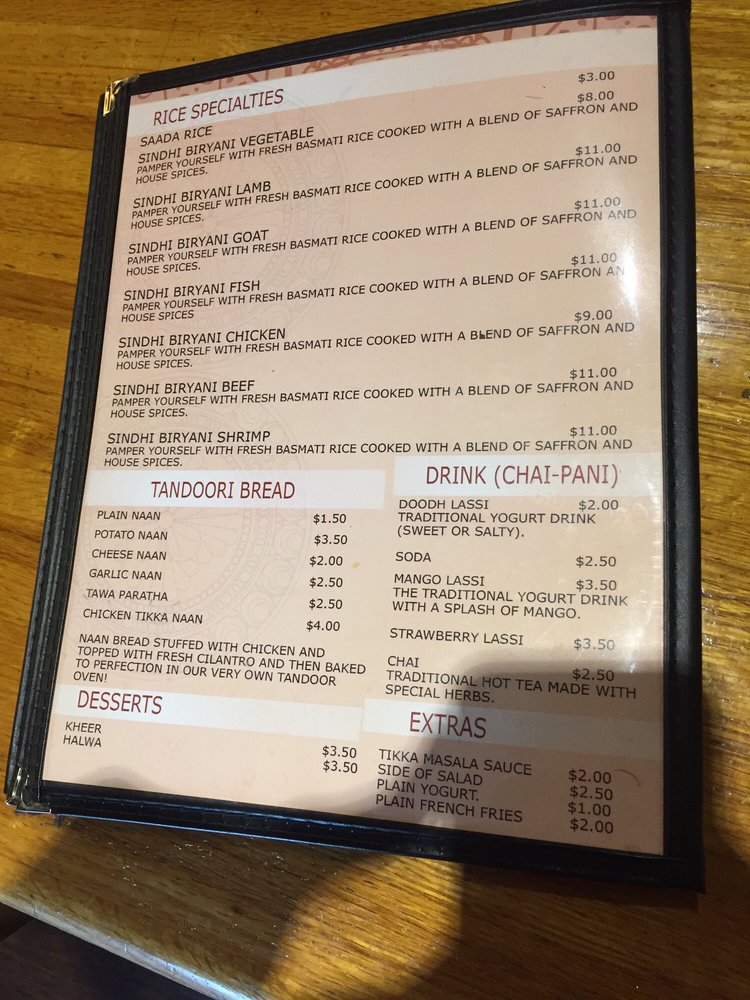 RICE SPECIALTIES
SAADA RICE $3.00
SINDHI BIRYANI VEGETABLE $8.00
PAMPER YOURSELF WITH FRESH BASMATI RICE COOKED WITH A BLEND OF SAFFRON AND
HOUSE SPICES.
SINDHI BIRYANI LAMB $11.00
PAMPER YOURSELF WITH FRESH BASMATI RICE COOKED WITH A BLEND OF SAFFRON AND
HOUSE SPICES.
SINDHI BIRYANI GOAT $11.00
PAMPER YOURSELF WITH FRESH BASMATI RICE COOKED WITH A BLEND OF SAFFRON AND
HOUSE SPICES.
SINDHI BIRYANI FISH $11.00
PAMPER YOURSELF WITH FRESH BASMATI RICE COOKED WITH A BLEND OF SAFFRON AN
HOUSE SPICES
SINDHI BIRYANI CHICKEN $9.00
PAMPER YOURSELF WITH FRESH BASMATI RICE COOKED WITH A BLEND OF SAFFRON AND
HOUSE SPICES.
SINDHI BIRYANI BEEF $11.00
PAMPER YOURSELF WITH FRESH BASMATI RICE COOKED WITH A BLEND OF SAFFRON AND
HOUSE SPICES.
SINDHI BIRYANI SHRIMP $11.00
PAMPER YOURSELF WITH FRESH BASMATI RICE COOKED WITH A BLEND OF SAFFRON AND
HOUSE SPICES.
TANDOORI BREAD
PLAIN NAAN $1.50
POTATO NAAN $3.50
CHEESE NAAN $2.00
GARLIC NAAN $2.50
TAWA PARATHA $2.50
CHICKEN TIKKA NAAN $4.00
NAAN BREAD STUFFED WITH CHICKEN AND
TOPPED WITH FRESH CILANTRO AND THEN BAKED
TO PERFECTION IN OUR VERY OWN TANDOOR
OVEN!
DESSERTS
KHEER $3.50
HALWA $3.50
DRINK (CHAI-PANI)
DOODH LASSI $2.00
TRADITIONAL YOGURT DRINK
(SWEET OR SALTY).
SODA $2.50
MANGO LASSI $3.50
THE TRADITIONAL YOGURT DRINK
WITH A SPLASH OF MANGO.
STRAWBERRY LASSI $3.50
CHAI $2.50
TRADITIONAL HOT TEA MADE WITH
SPECIAL HERBS.
EXTRAS
TIKKA MASALA SAUCE $2.00
SIDE OF SALAD $2.50
PLAIN YOGURT. $1.00
PLAIN FRENCH FRIES $2.00